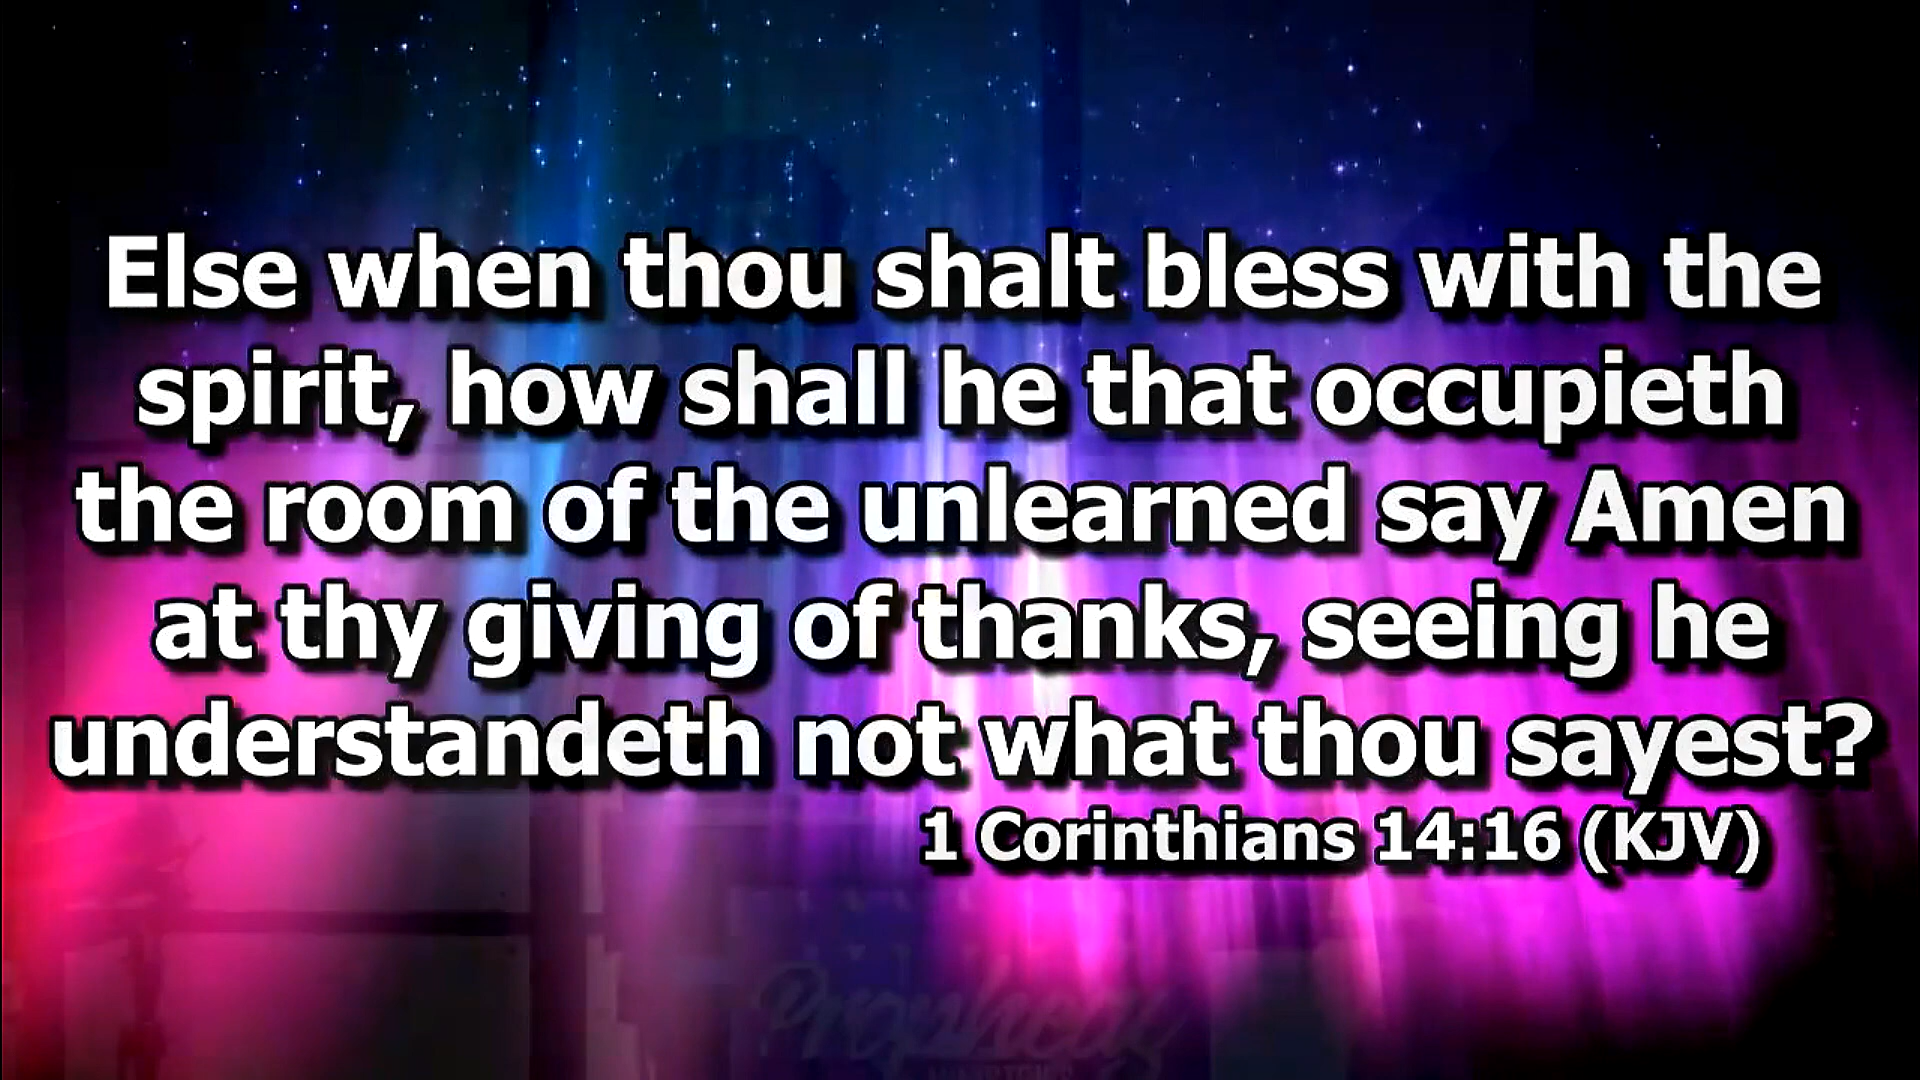 Else when thou shalt bless with the
spirit, how shall he that occupieth
the room of the unlearned say Amen
at thy giving of thanks, seeing he
understandeth not what thou sayest?
1 Corinthians 14:16 (KJV)